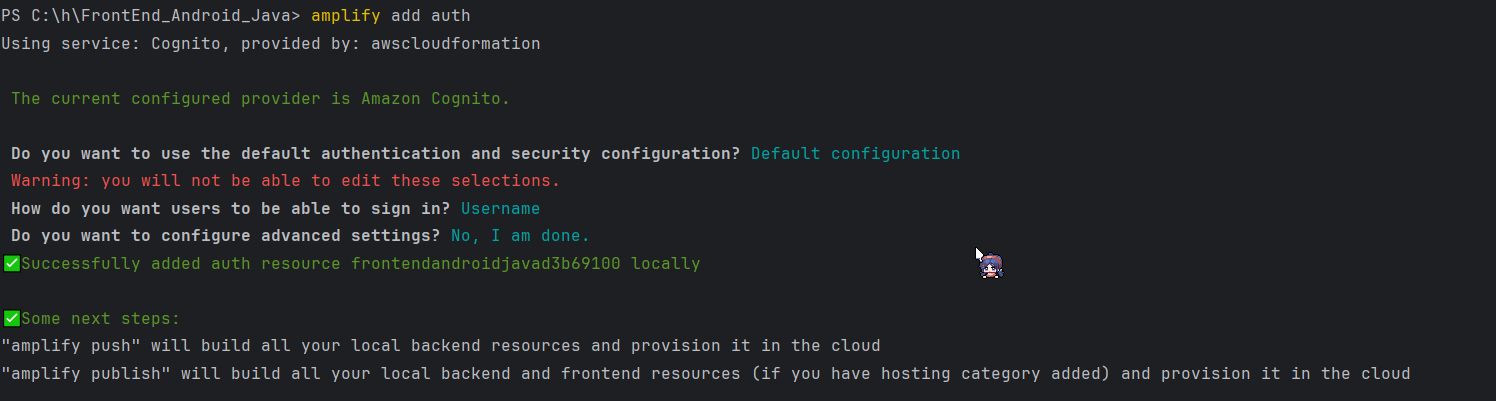 PS C:\h\FrontEnd_Android_Java> amplify add auth
Using service: Cognito, provided by: awscloudformation
The current configured provider is Amazon Cognito.
Do you want to use the default authentication and security configuration? Default configuration
Warning: you will not be able to edit these selections.
How do you want users to be able to sign in? Username
Do you want to configure advanced settings? No, I am done.
✅Successfully added auth resource frontendandroidjavad3b69100 locally
✅Some next steps:
"amplify push" will build all your local backend resources and provision it in the cloud
"amplify publish" will build all your local backend and frontend resources (if you have hosting category added) and provision it in the cloud